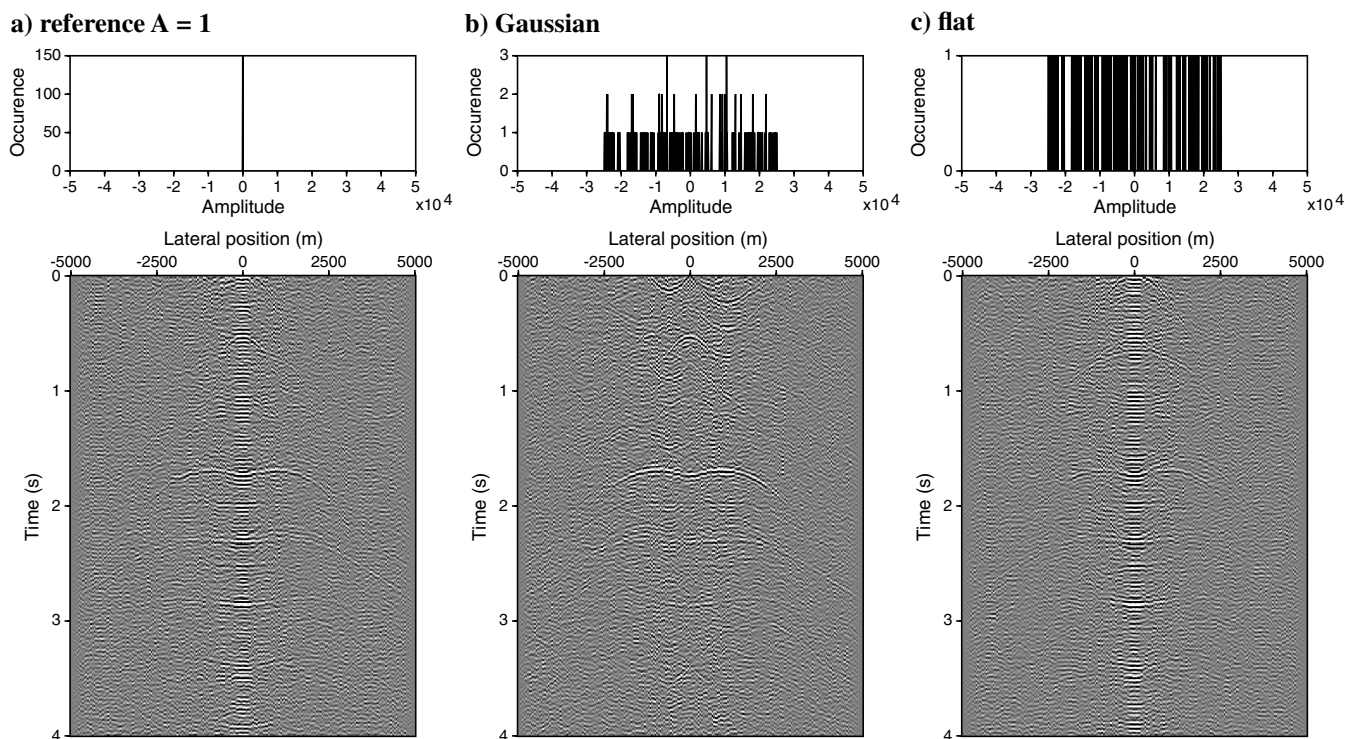 a) reference A = 1
b) Gaussian
c) flat
150
100
50
0
Occurence
-5 -4 -3 -2 -1 0 1 2 3 4 5
Amplitude
x10 4
3
2
1
0
Occurence
-5 -4 -3 -2 -1 0 1 2 3 4 5
Amplitude
x10 4
1
0
Occurence
-5 -4 -3 -2 -1 0 1 2 3 4 5
Amplitude
x10 4
Lateral position (m)
-5000 -2500 0 2500 5000
0
1
2
3
4
Time (s)
Lateral position (m)
-5000 -2500 0 2500 5000
0
1
2
3
4
Time (s)
Lateral position (m)
-5000 -2500 0 2500 5000
0
1
2
3
4
Time (s)